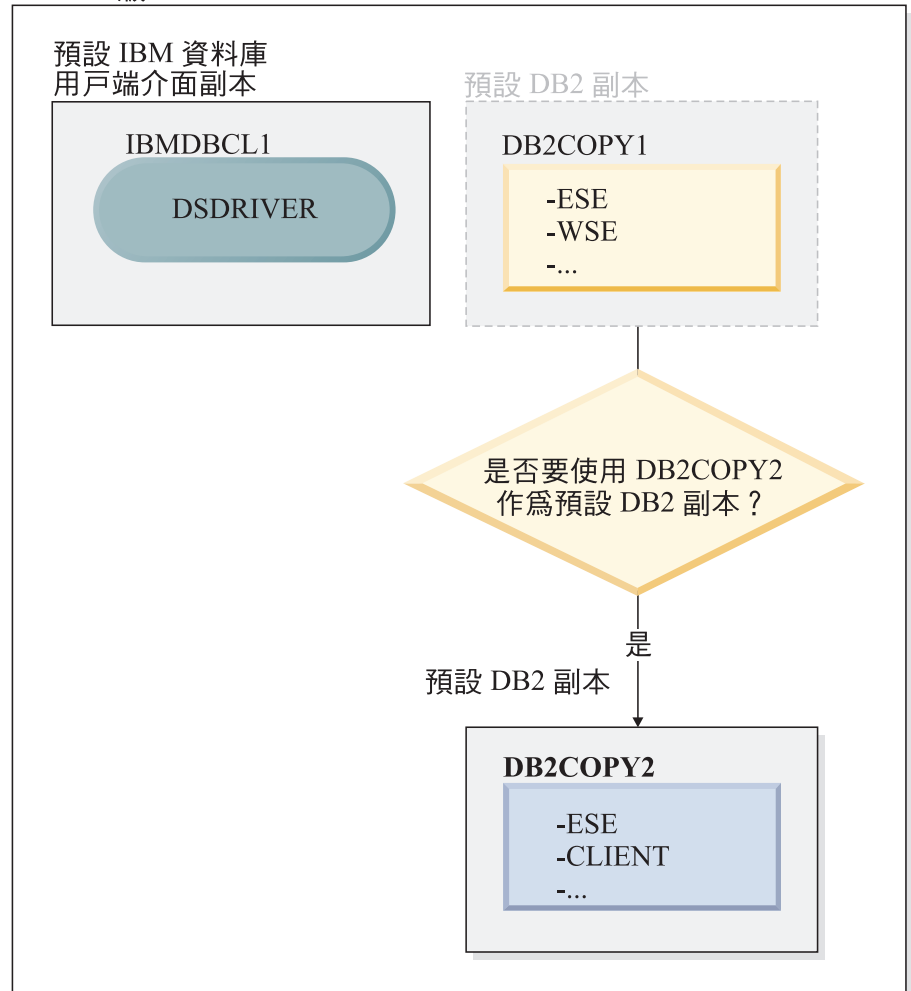 預設 IBM 資料庫
用戶端介面副本
IBMDBCL1
DSDRIVER
預設 DB2 副本
DB2COPY1
-ESE
-WSE
-...
是否要使用 DB2COPY2
作爲預設 DB2 副本？
是
預設 DB2 副本
DB2COPY2
-ESE
-CLIENT
-...